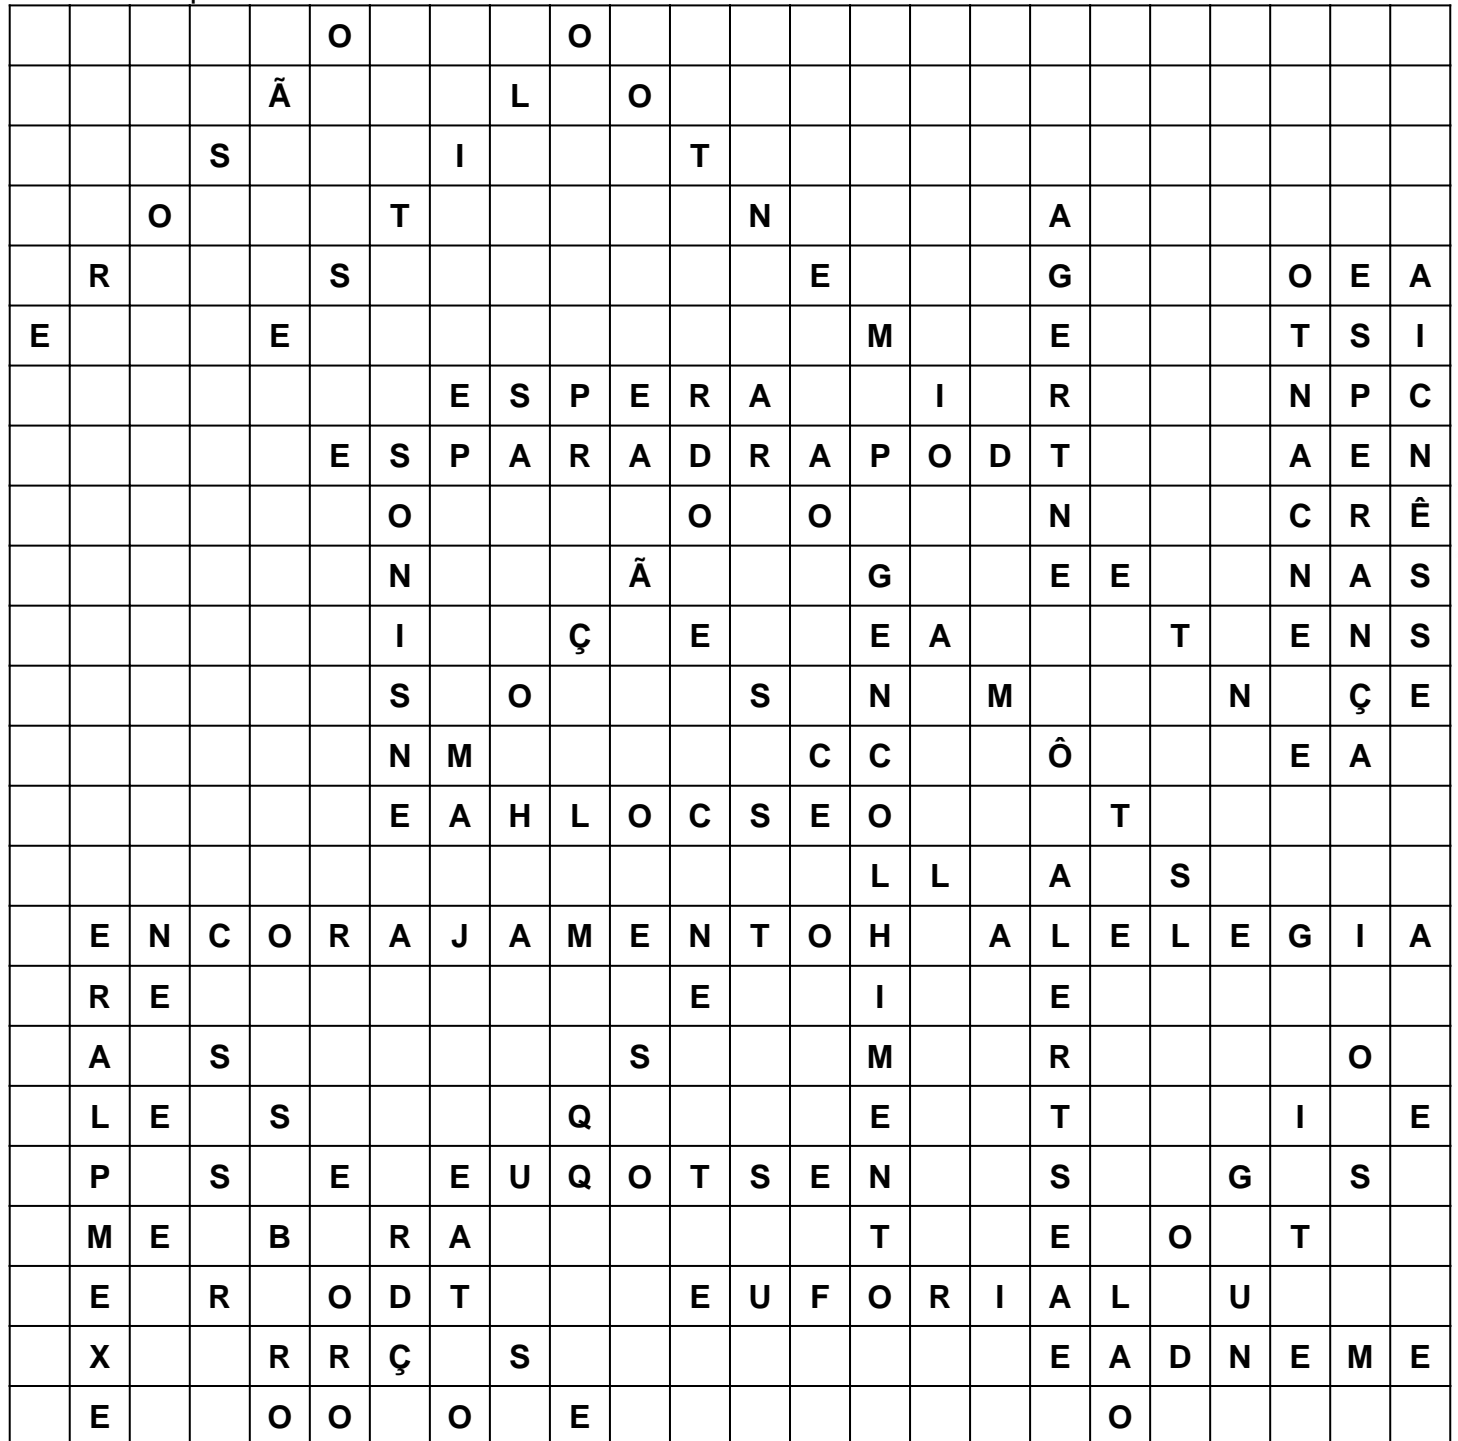 O O
Ã L O
S I T
O T N A
R S E G O E A
E E M E T S I
E S P E R A I R N P C
E S P A R A D R A P O D T A E N
O O O N C R Ê
N Ã G E E N A S
I Ç E E A T E N S
S O S N M N Ç E
N M C C Ô E A
E A H L O C S E O T
L L A S
E N C O R A J A M E N T O H A L E L E G I A
R E E I E
A S S M R O
L E S Q E T I E
P S E E U Q O T S E N S G S
M E B R A T E O T
E R O D T E U F O R I A L U
X R R Ç S E A D N E M E
E O O O E O